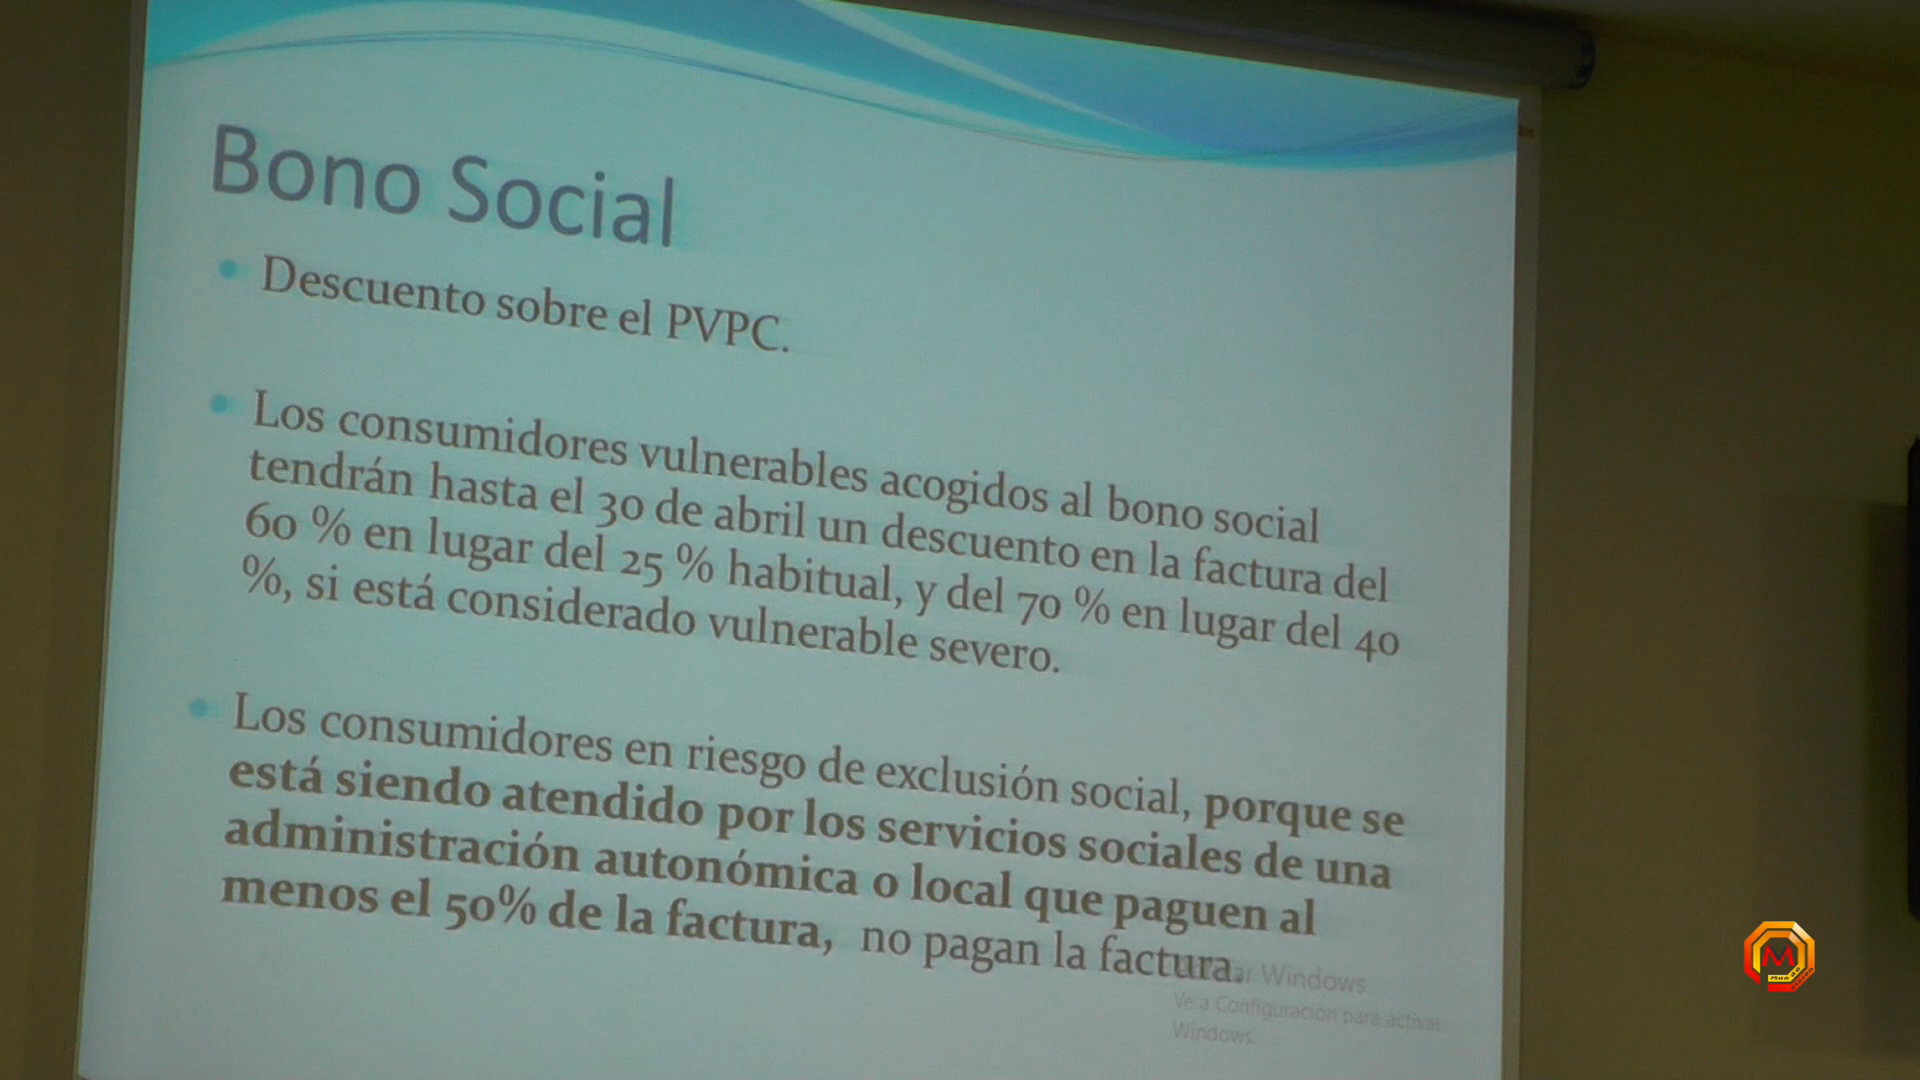 Bono Social
Descuento sobre el PVPC.
Los consumidores vulnerables acogidos al bono social
tendrán hasta el 30 de abril un descuento en la factura del
60 % en lugar del 25 % habitual, y del 70 % en lugar del 40
%, si está considerado vulnerable severo.
Los consumidores en riesgo de exclusión social, porque se
está siendo atendido por los servicios sociales de una
administración autonómica o local que paguen al
menos el 50% de la factura, no pagan la factura.
Windows
Ve a Configuración para activar
Windows.
M